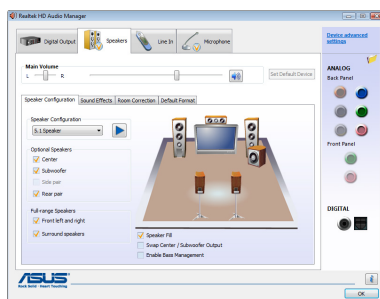 Realtek HD Audio Manager
Digital Output
Speakers
Line In
Microphone
Device advanced settings
Main Volume
L
R
Set Default Device
Speaker Configuration
Sound Effects
Room Correction
Default Format
Speaker Configuration
5.1 Speaker
Optional Speakers
Center
Subwoofer
Side pair
Rear pair
Full-range Speakers
Front left and right
Surround speakers
Speaker Fill
Swap Center / Subwoofer Output
Enable Bass Management
ANALOG
Back Panel
Front Panel
DIGITAL
ASUS
Rock Solid · Heart Touching
OK